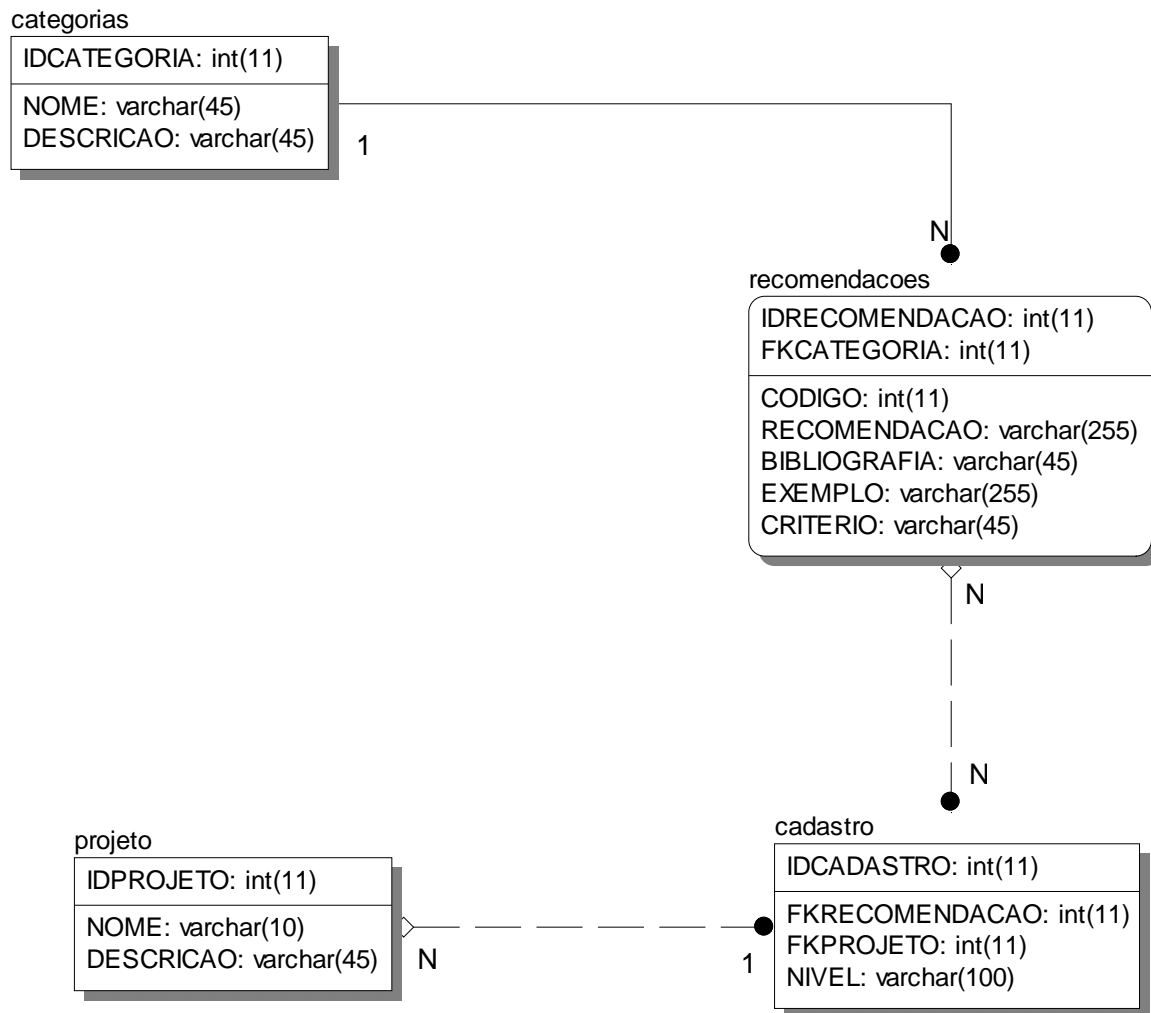 categorias
IDCATEGORIA: int(11)
NOME: varchar(45)
DESCRICAO: varchar(45)
1
N
recomendacoes
IDRECOMENDACAO: int(11)
FKCATEGORIA: int(11)
CODIGO: int(11)
RECOMENDACAO: varchar(255)
BIBLIOGRAFIA: varchar(45)
EXEMPLO: varchar(255)
CRITERIO: varchar(45)
N
N
projeto
IDPROJETO: int(11)
NOME: varchar(10)
DESCRICAO: varchar(45)
N
1
cadastro
IDCADASTRO: int(11)
FKRECOMENDACAO: int(11)
FKPROJETO: int(11)
NIVEL: varchar(100)